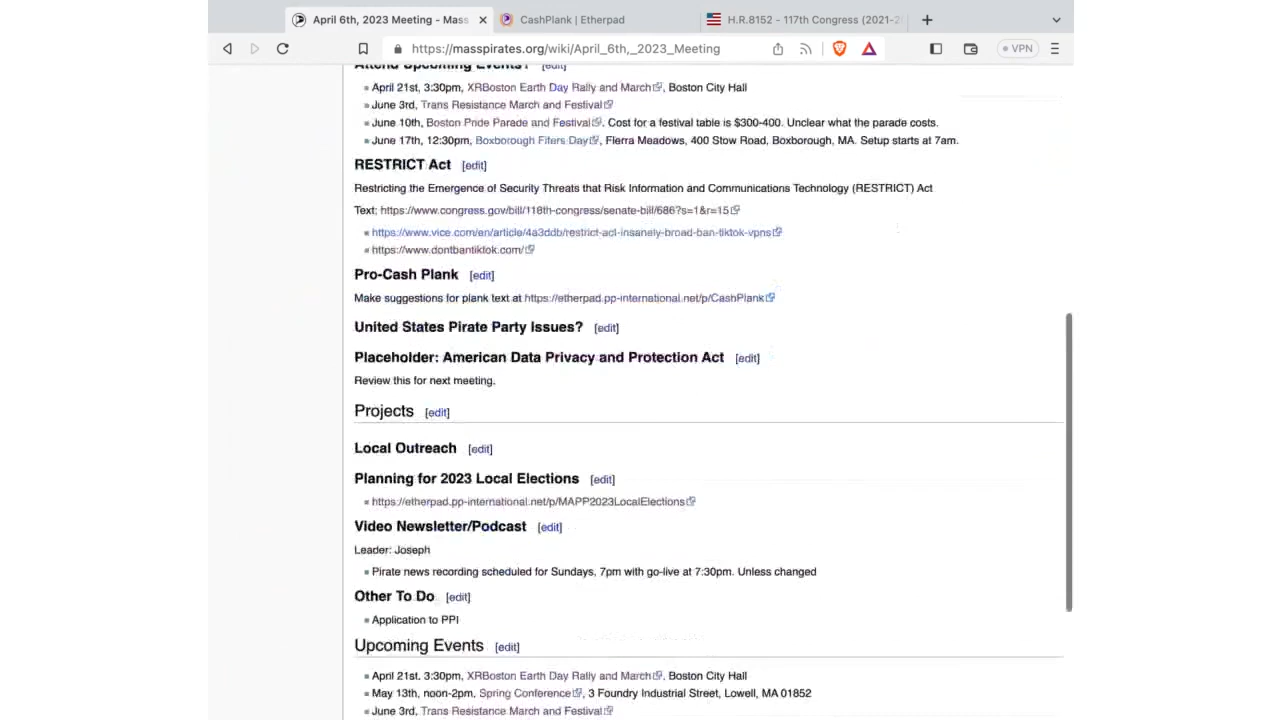 April 6th, 2023 Meeting - Mass
CashPlank | Etherpad
H.R.8152 - 117th Congress (2021-2
https://masspirates.org/wiki/April_6th,_2023_Meeting
VPN
Attend Upcoming Events! [edit]
April 21st, 3:30pm, XRBoston Earth Day Rally and March, Boston City Hall
June 3rd, Trans Resistance March and Festival
June 10th, Boston Pride Parade and Festival. Cost for a festival table is $300-400. Unclear what the parade costs.
June 17th, 12:30pm, Boxborough Fifers Day, Flerra Meadows, 400 Stow Road, Boxborough, MA. Setup starts at 7am.
RESTRICT Act [edit]
Restricting the Emergence of Security Threats that Risk Information and Communications Technology (RESTRICT) Act
Text: https://www.congress.gov/bill/118th-congress/senate-bill/686?s=1&r=15
https://www.vice.com/en/article/4a3ddb/restrict-act-insanely-broad-ban-tiktok-vpns
https://www.dontbantiktok.com/
Pro-Cash Plank [edit]
Make suggestions for plank text at https://etherpad.pp-international.net/p/CashPlank
United States Pirate Party issues? [edit]
Placeholder: American Data Privacy and Protection Act [edit]
Review this for next meeting.
Projects [edit]
Local Outreach [edit]
Planning for 2023 Local Elections [edit]
https://etherpad.pp-international.net/p/MAPP2023LocalElections
Video Newsletter/Podcast [edit]
Leader: Joseph
Pirate news recording scheduled for Sundays, 7pm with go-live at 7:30pm. Unless changed
Other To Do [edit]
Application to PPI
Upcoming Events [edit]
April 21st, 3:30pm, XRBoston Earth Day Rally and March, Boston City Hall
May 13th, noon-2pm, Spring Conference, 3 Foundry Industrial Street, Lowell, MA 01852
June 3rd, Trans Resistance March and Festival